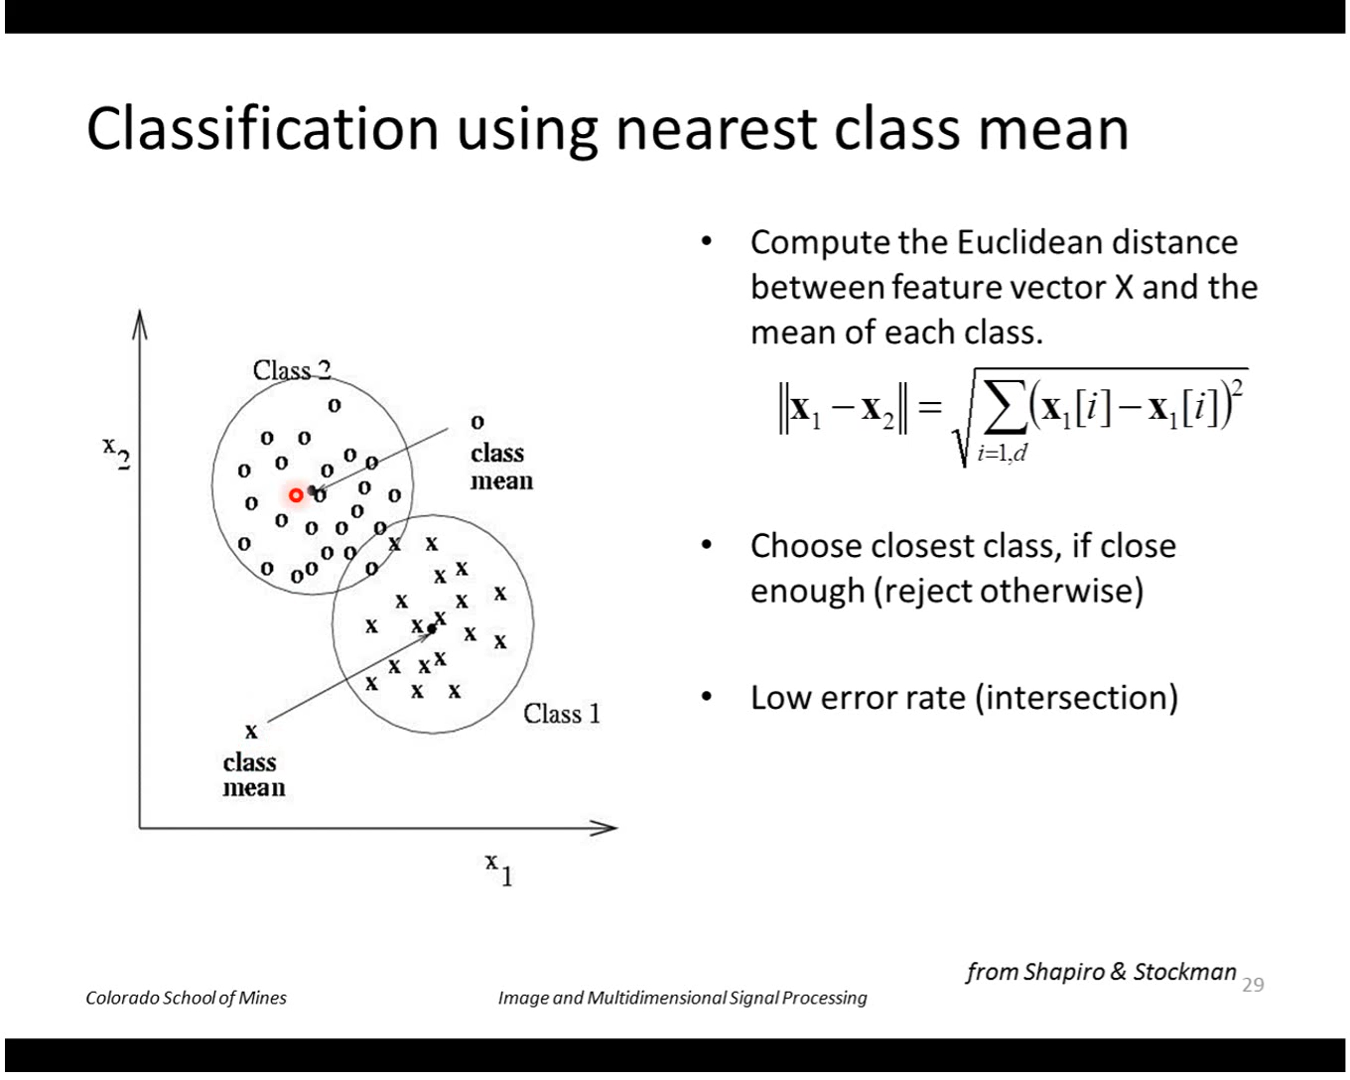 Classification using nearest class mean
• Compute the Euclidean distance
between feature vector X and the
mean of each class.
‖x₁ − x₂‖ = √∑(x₁[i] − x₁[i])²
i=1,d
• Choose closest class, if close
enough (reject otherwise)
• Low error rate (intersection)
Class 2
x₂
o
class
mean
Class 1
x
class
mean
x₁
from Shapiro & Stockman
29
Colorado School of Mines
Image and Multidimensional Signal Processing